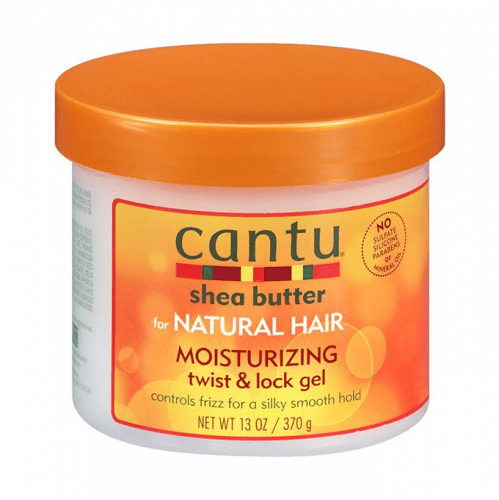 cantu®
shea butter
for NATURAL HAIR
MOISTURIZING
twist & lock gel
controls frizz for a silky smooth hold
NET WT 13 OZ / 370 g
NO
SULFATE
SILICONE
PARABENS
or
MINERAL OIL